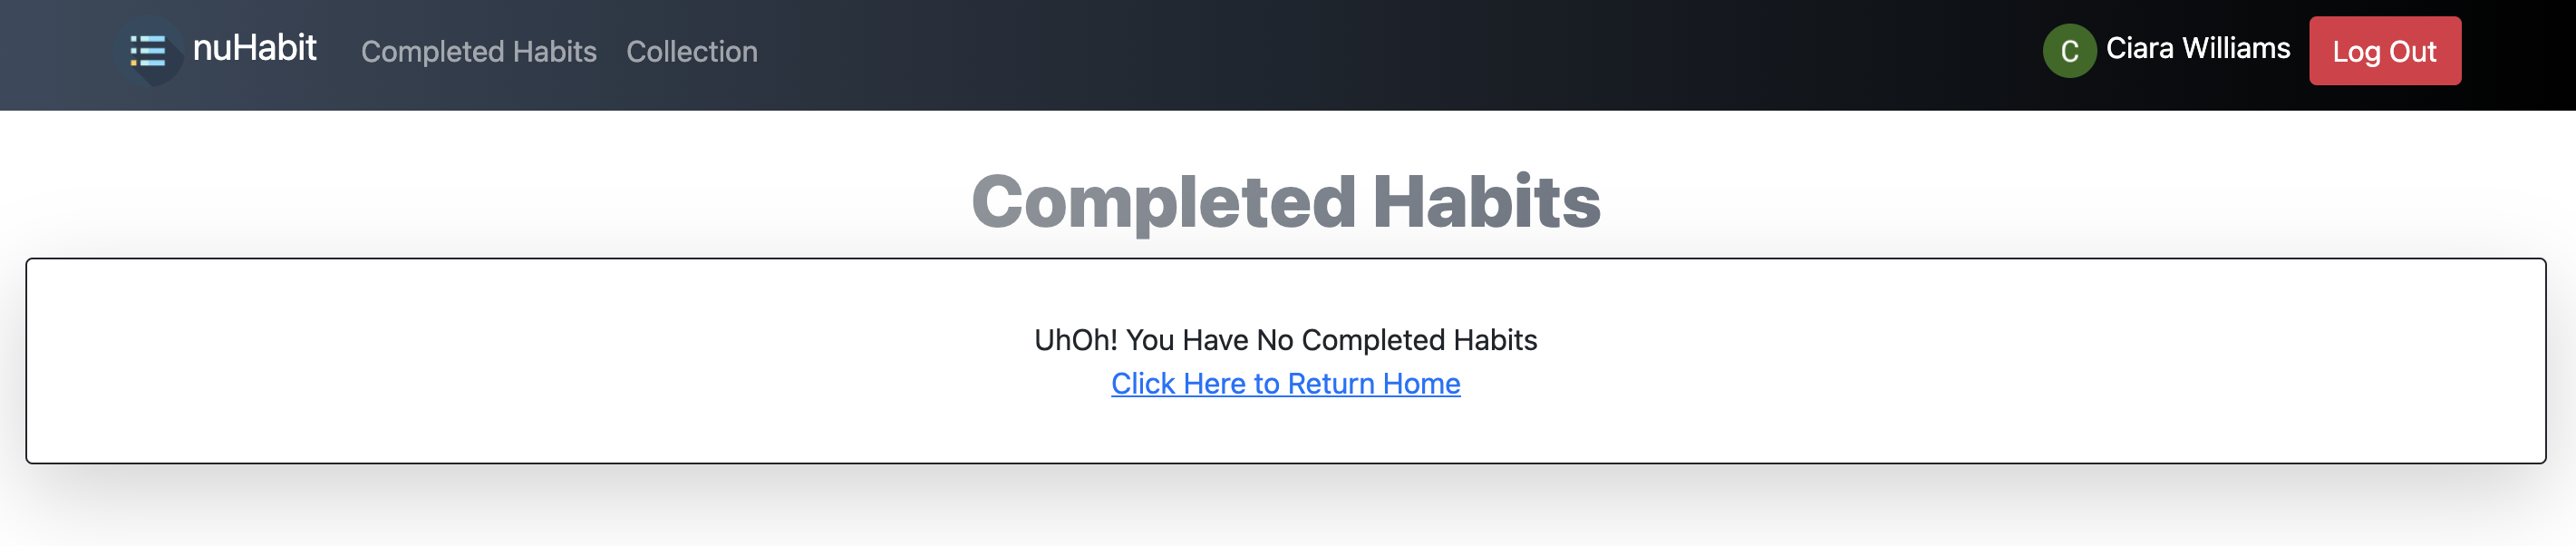 nuHabit Completed Habits Collection C Ciara Williams Log Out
Completed Habits
UhOh! You Have No Completed Habits
Click Here to Return Home